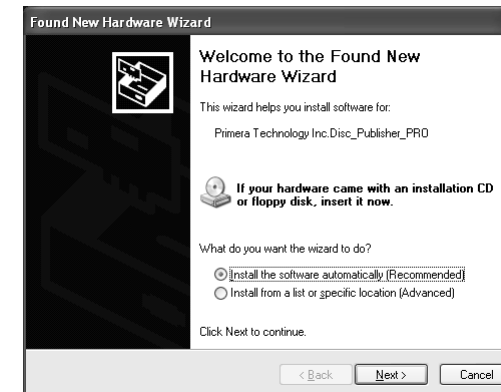 Found New Hardware Wizard
Welcome to the Found New
Hardware Wizard
This wizard helps you install software for:
Primera Technology Inc.Disc_Publisher_PRO
If your hardware came with an installation CD
or floppy disk, insert it now.
What do you want the wizard to do?
Install the software automatically (Recommended)
Install from a list or specific location (Advanced)
Click Next to continue.
< Back Next > Cancel